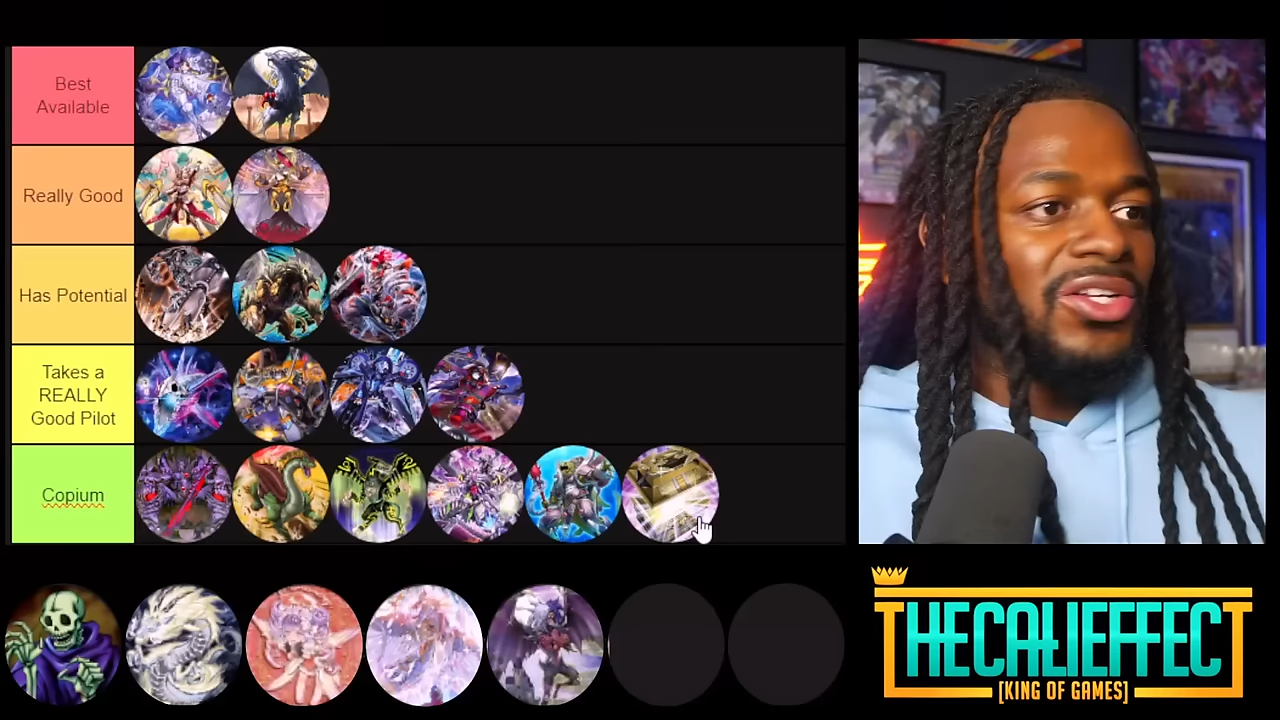 Best
Available
Really Good
Has Potential
Takes a
REALLY
Good Pilot
Copium
THECALIEFFECT
[KING OF GAMES]